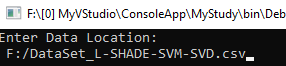 F:\[0] MyVStudio\ConsoleApp\MyStudy\bin\Deb
Enter Data Location:
F:/DataSet_L-SHADE-SVM-SVD.csv